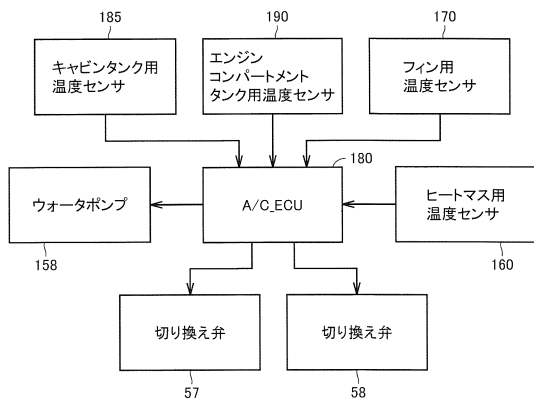 185
190
170
キャビンタンク用
温度センサ
エンジン
コンパートメント
タンク用温度センサ
フィン用
温度センサ
180
ウォータポンプ
A/C_ECU
ヒートマス用
温度センサ
158
160
切り換え弁
切り換え弁
57
58